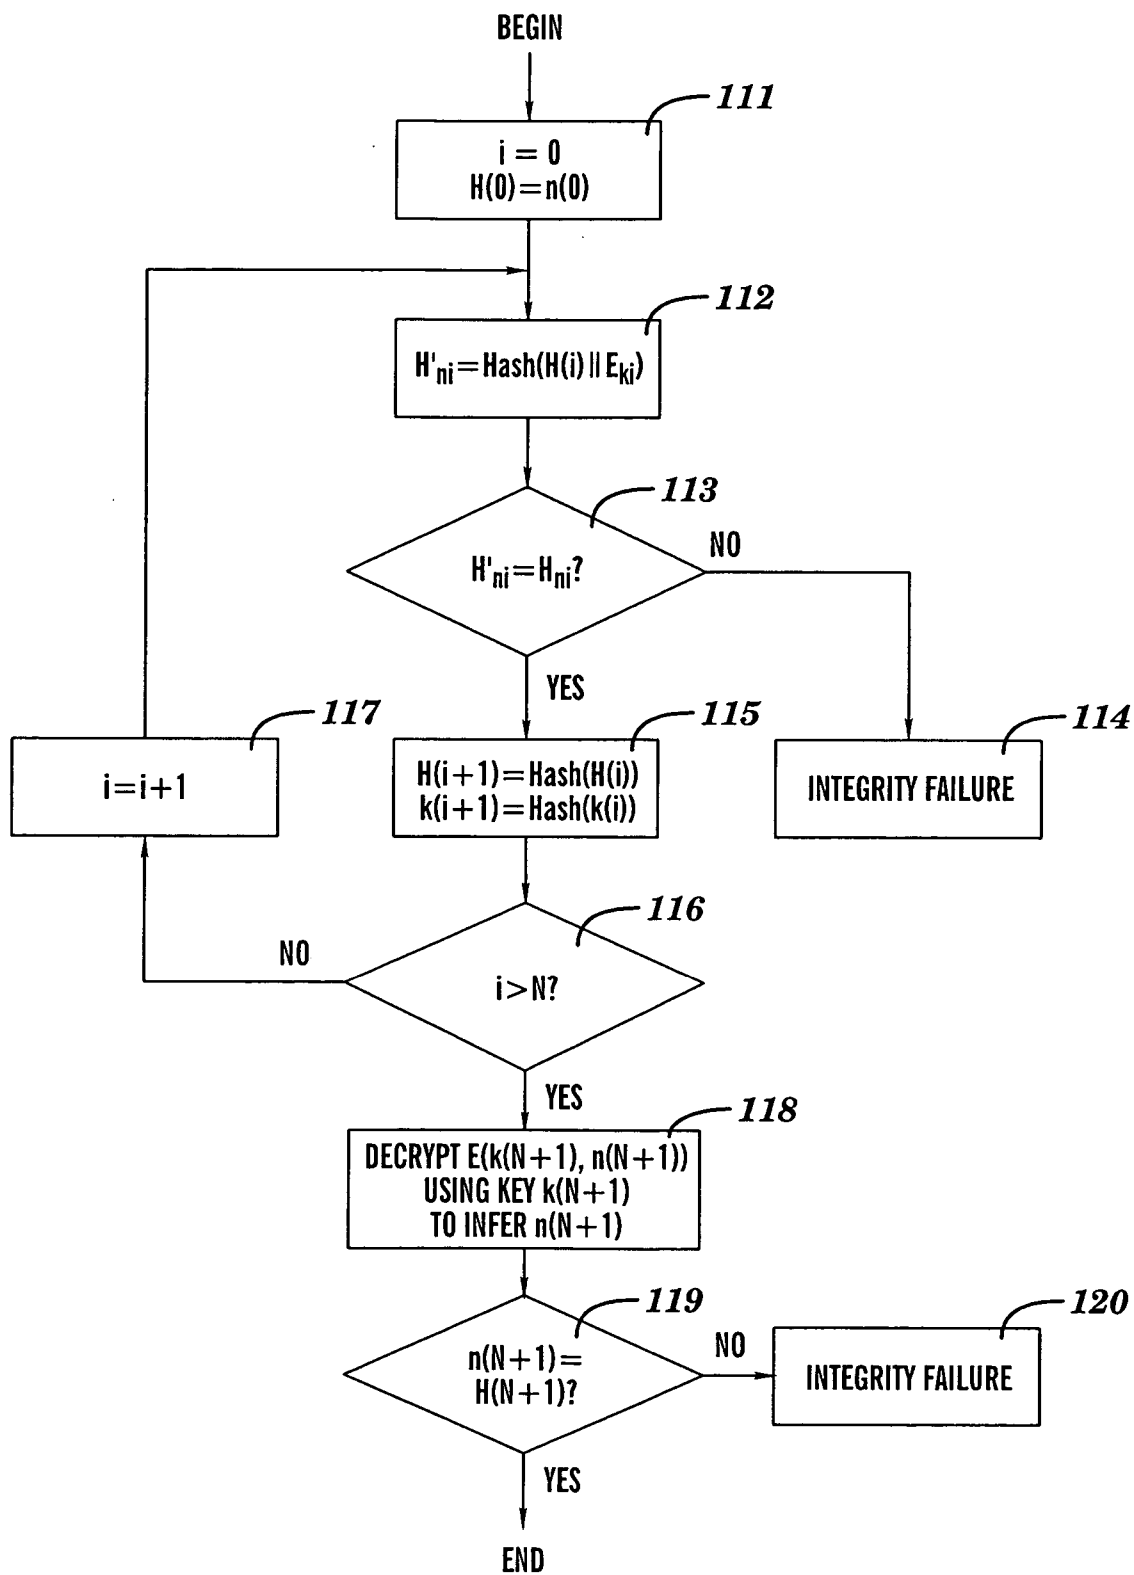 BEGIN
111
i = 0
H(0)=n(0)
112
H'ni=Hash(H(i)||Eki)
113
H'ni=Hni?
NO
YES
117
i=i+1
115
H(i+1)=Hash(H(i))
k(i+1)=Hash(k(i))
114
INTEGRITY FAILURE
116
i>N?
NO
YES
118
DECRYPT E(k(N+1), n(N+1))
USING KEY k(N+1)
TO INFER n(N+1)
119
n(N+1)=
H(N+1)?
NO
120
INTEGRITY FAILURE
YES
END